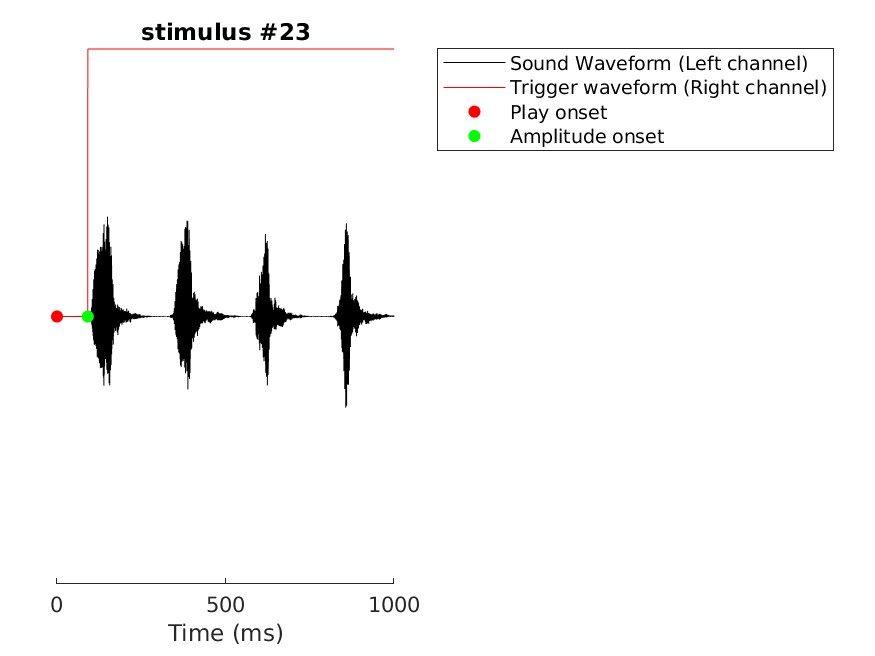 stimulus #23
Sound Waveform (Left channel)
Trigger waveform (Right channel)
Play onset
Amplitude onset
0 500 1000
Time (ms)